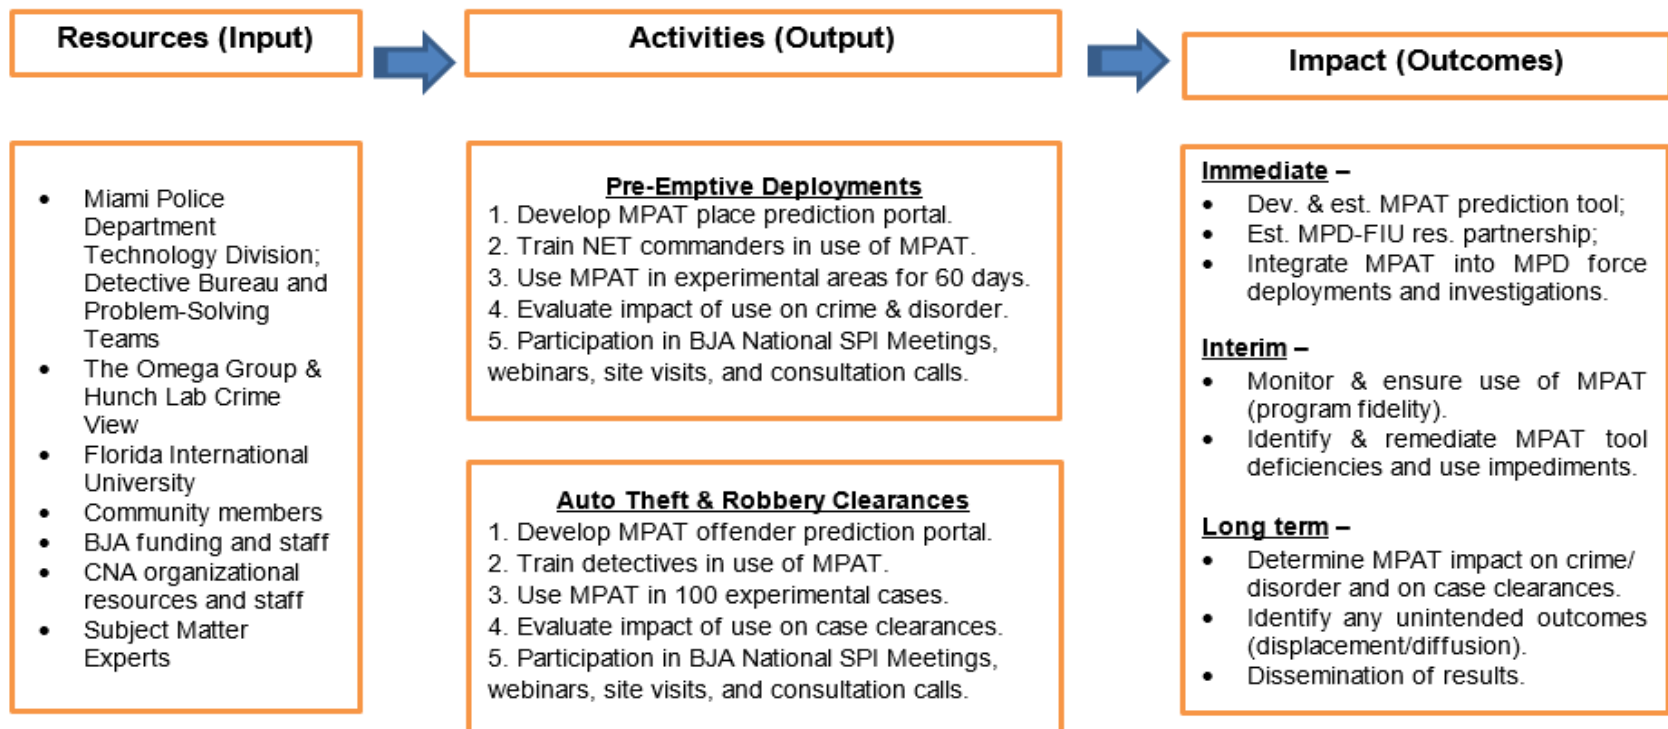 Resources (Input)
Activities (Output)
Impact (Outcomes)
• Miami Police
Department
Technology Division;
Detective Bureau and
Problem-Solving
Teams
• The Omega Group &
Hunch Lab Crime
View
• Florida International
University
• Community members
• BJA funding and staff
• CNA organizational
resources and staff
• Subject Matter
Experts
Pre-Emptive Deployments
1. Develop MPAT place prediction portal.
2. Train NET commanders in use of MPAT.
3. Use MPAT in experimental areas for 60 days.
4. Evaluate impact of use on crime & disorder.
5. Participation in BJA National SPI Meetings,
webinars, site visits, and consultation calls.
Auto Theft & Robbery Clearances
1. Develop MPAT offender prediction portal.
2. Train detectives in use of MPAT.
3. Use MPAT in 100 experimental cases.
4. Evaluate impact of use on case clearances.
5. Participation in BJA National SPI Meetings,
webinars, site visits, and consultation calls.
Immediate –
• Dev. & est. MPAT prediction tool;
• Est. MPD-FIU res. partnership;
• Integrate MPAT into MPD force
deployments and investigations.
Interim –
• Monitor & ensure use of MPAT
(program fidelity).
• Identify & remediate MPAT tool
deficiencies and use impediments.
Long term –
• Determine MPAT impact on crime/
disorder and on case clearances.
• Identify any unintended outcomes
(displacement/diffusion).
• Dissemination of results.